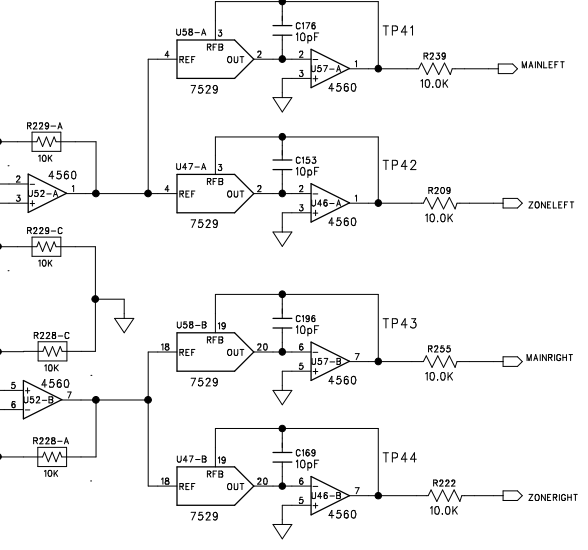 U58-A
3
RFB
4
REF
OUT
2
7529
C176
10pF
2
3
U57-A
1
4560
TP41
R239
10.0K
MAINLEFT
R229-A
10K
4560
2
3
U52-A
1
U47-A
3
RFB
4
REF
OUT
2
7529
C153
10pF
2
3
U46-A
1
4560
TP42
R209
10.0K
ZONELEFT
R229-C
10K
R228-C
10K
4560
5
6
U52-B
7
R228-A
10K
U58-B
19
RFB
18
REF
OUT
20
7529
C196
10pF
6
5
U57-B
7
4560
TP43
R255
10.0K
MAINRIGHT
U47-B
19
RFB
18
REF
OUT
20
7529
C169
10pF
6
5
U46-B
7
4560
TP44
R222
10.0K
ZONERIGHT